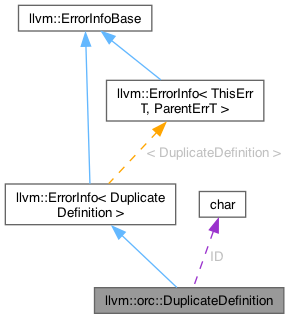 llvm::ErrorInfoBase
llvm::ErrorInfo< ThisErr
T, ParentErrT >
< DuplicateDefinition >
llvm::ErrorInfo< Duplicate
Definition >
char
ID
llvm::orc::DuplicateDefinition